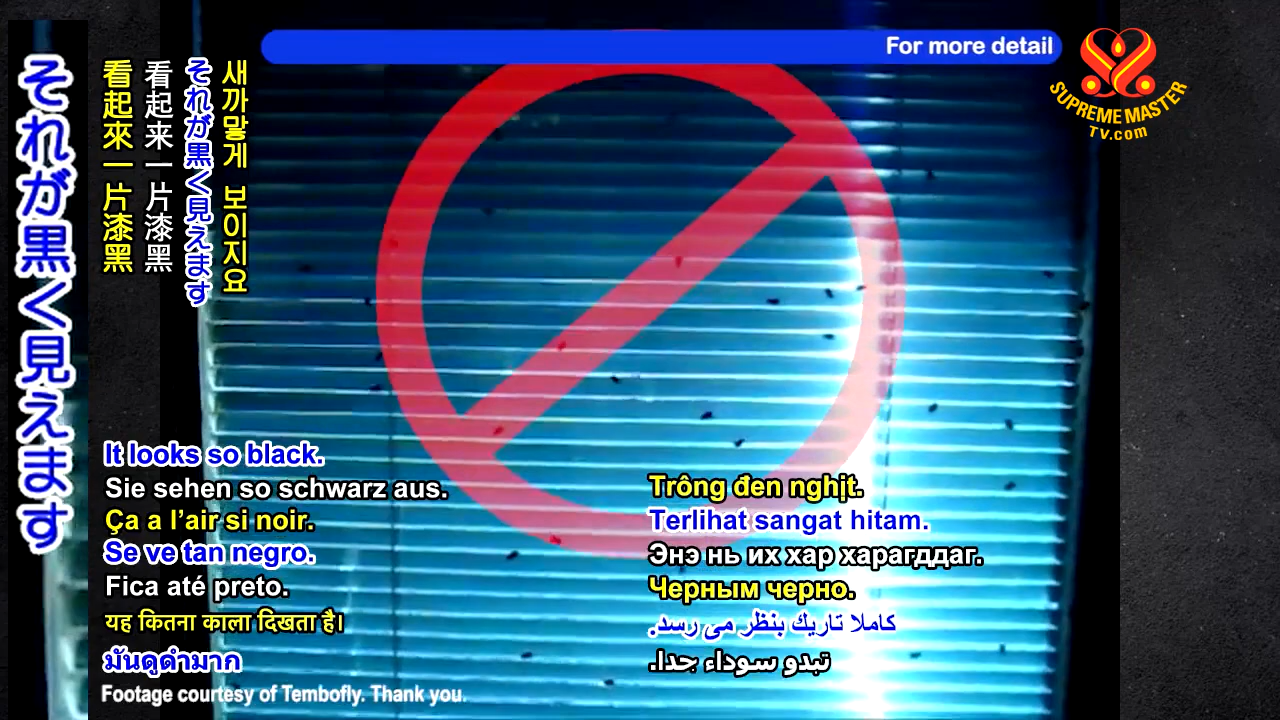 For more detail
SUPREME MASTER
TV.com
それが黒く見えます
새까맣게 보이지요
それが黒く見えます
看起来一片漆黑
看起來一片漆黑
It looks so black.
Sie sehen so schwarz aus.
Ça a l’air si noir.
Se ve tan negro.
Fica até preto.
यह कितना काला दिखता है।
มันดูดำมาก
Trông đen nghịt.
Terlihat sangat hitam.
Энэ нь их хар харагддаг.
Черным черно.
كاملا تاريك بنظر می رسد.
تبدو سوداء جدا.
Footage courtesy of Tembofly. Thank you.